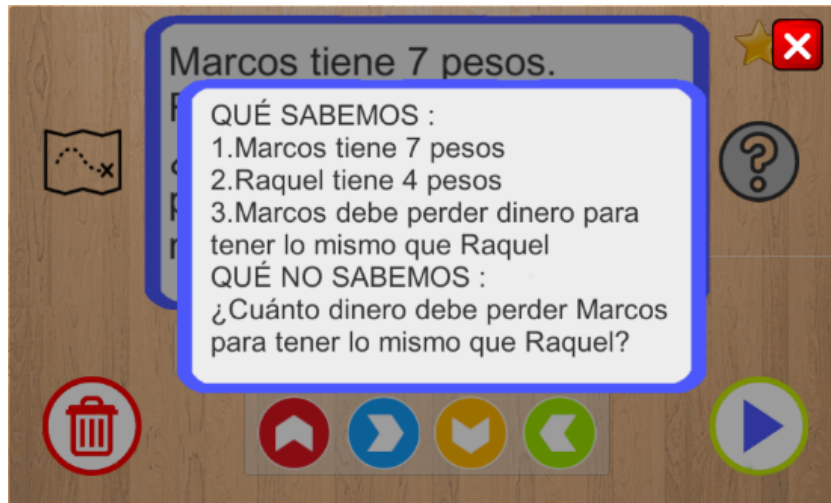 Marcos tiene 7 pesos.
QUÉ SABEMOS :
1.Marcos tiene 7 pesos
2.Raquel tiene 4 pesos
3.Marcos debe perder dinero para
tener lo mismo que Raquel
QUÉ NO SABEMOS :
¿Cuánto dinero debe perder Marcos
para tener lo mismo que Raquel?